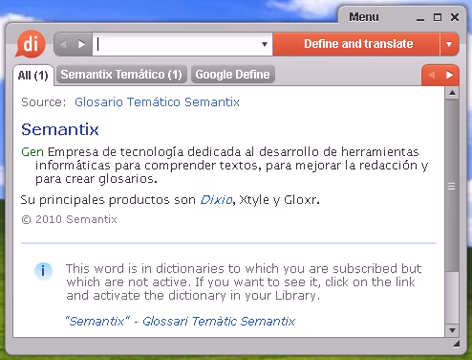 Menu
di
Define and translate
All (1) Semantix Temático (1) Google Define
Source: Glosario Temático Semantix
Semantix
Gen Empresa de tecnología dedicada al desarrollo de herramientas
informáticas para comprender textos, para mejorar la redacción y
para crear glosarios.
Su principales productos son Dixio, Xtyle y Gloxr.
© 2010 Semantix
This word is in dictionaries to which you are subscribed but
which are not active. If you want to see it, click on the link
and activate the dictionary in your Library.
"Semantix" - Glossari Temàtic Semantix